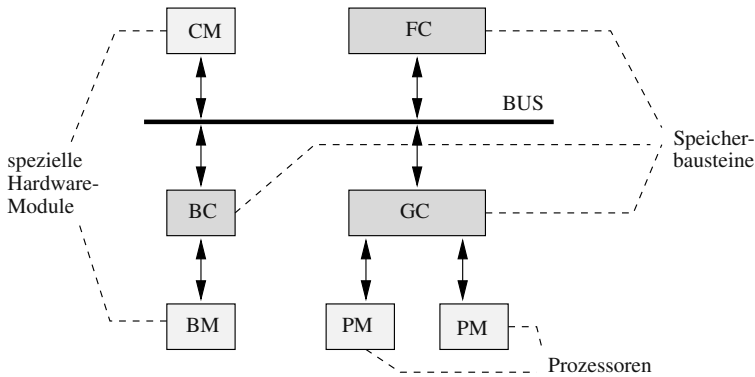 CM
FC
BUS
spezielle
Hardware-
Module
Speicher-
bausteine
BC
GC
BM
PM
PM
Prozessoren